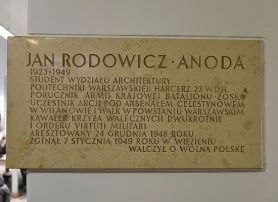 JAN RODOWICZ · ANODA
1923-1949
STUDENT WYDZIAŁU ARCHITEKTURY
POLITECHNIKI WARSZAWSKIEJ HARCERZ 23 W.D.H.
PORUCZNIK ARMII KRAJOWEJ BATALIONU „ZOŚKA”
UCZESTNIK AKCJI POD ARSENAŁEM, CELESTYNOWEM
W WILANOWIE I WALK W POWSTANIU WARSZAWSKIM
KAWALER KRZYŻA WALECZNYCH DWUKROTNIE
I ORDERU VIRTUTI MILITARI
ARESZTOWANY 24 GRUDNIA 1948 ROKU
ZGINĄŁ 7 STYCZNIA 1949 ROKU W WIĘZIENIU
WALCZYŁ O WOLNĄ POLSKĘ